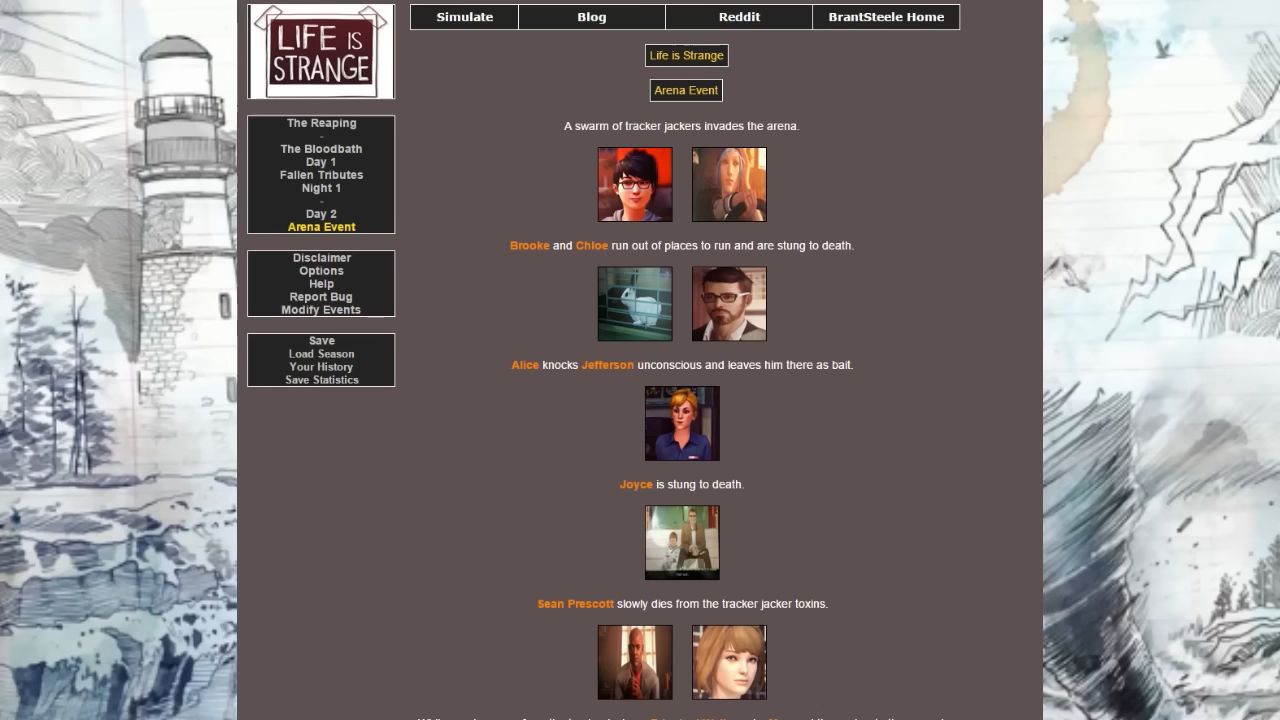 LIFE IS
STRANGE
Simulate
Blog
Reddit
BrantSteele Home
The Reaping
-
The Bloodbath
Day 1
Fallen Tributes
Night 1
-
Day 2
Arena Event
Disclaimer
Options
Help
Report Bug
Modify Events
Save
Load Season
Your History
Save Statistics
Life is Strange
Arena Event
A swarm of tracker jackers invades the arena.
Brooke and Chloe run out of places to run and are stung to death.
Alice knocks Jefferson unconscious and leaves him there as bait.
Joyce is stung to death.
Sean Prescott slowly dies from the tracker jacker toxins.